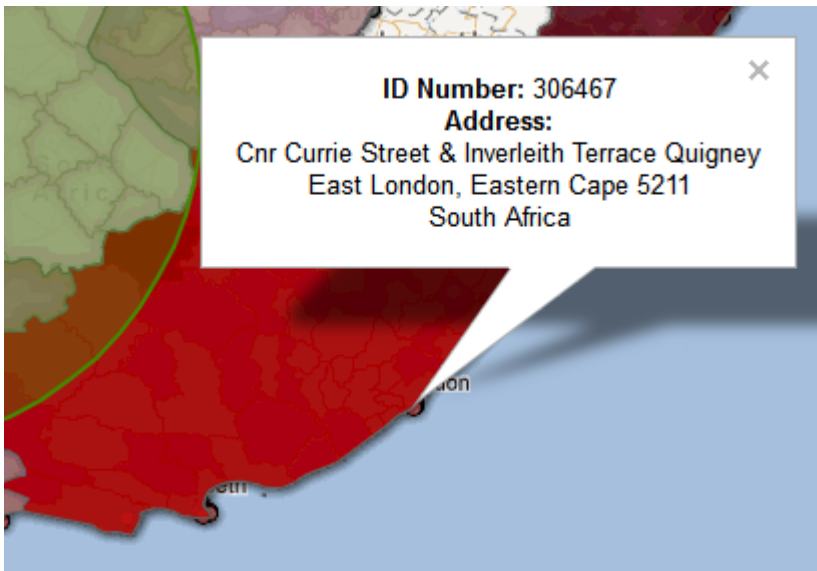 ×
ID Number: 306467
Address:
Cnr Currie Street & Inverleith Terrace Quigney
East London, Eastern Cape 5211
South Africa